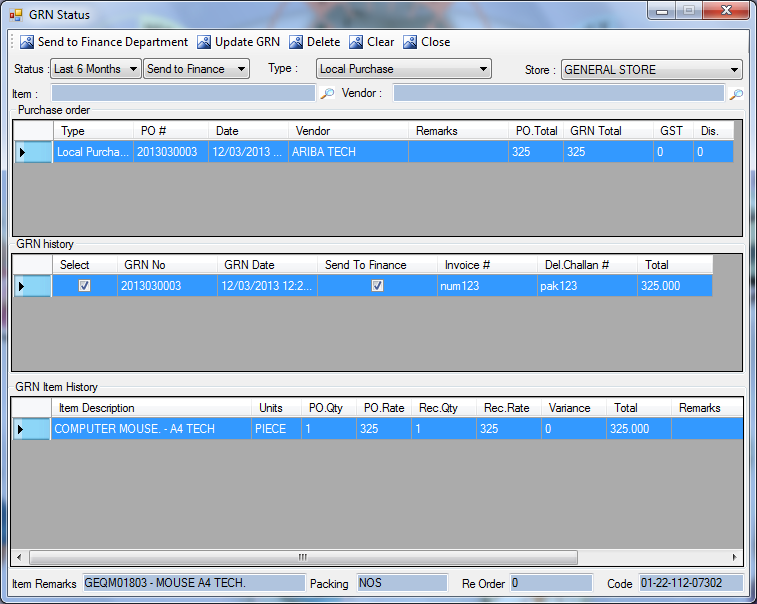 GRN Status
Send to Finance Department Update GRN Delete Clear Close
Status : Last 6 Months Send to Finance Type : Local Purchase Store : GENERAL STORE
Item : Vendor :
Purchase order
Type PO # Date Vendor Remarks PO.Total GRN Total GST Dis.
Local Purcha... 2013030003 12/03/2013 ... ARIBA TECH 325 325 0 0
GRN history
Select GRN No GRN Date Send To Finance Invoice # Del.Challan # Total
2013030003 12/03/2013 12:2... num123 pak123 325.000
GRN Item History
Item Description Units PO.Qty PO.Rate Rec.Qty Rec.Rate Variance Total Remarks
COMPUTER MOUSE. - A4 TECH PIECE 1 325 1 325 0 325.000
Item Remarks GEQM01803 - MOUSE A4 TECH. Packing NOS Re Order 0 Code 01-22-112-07302